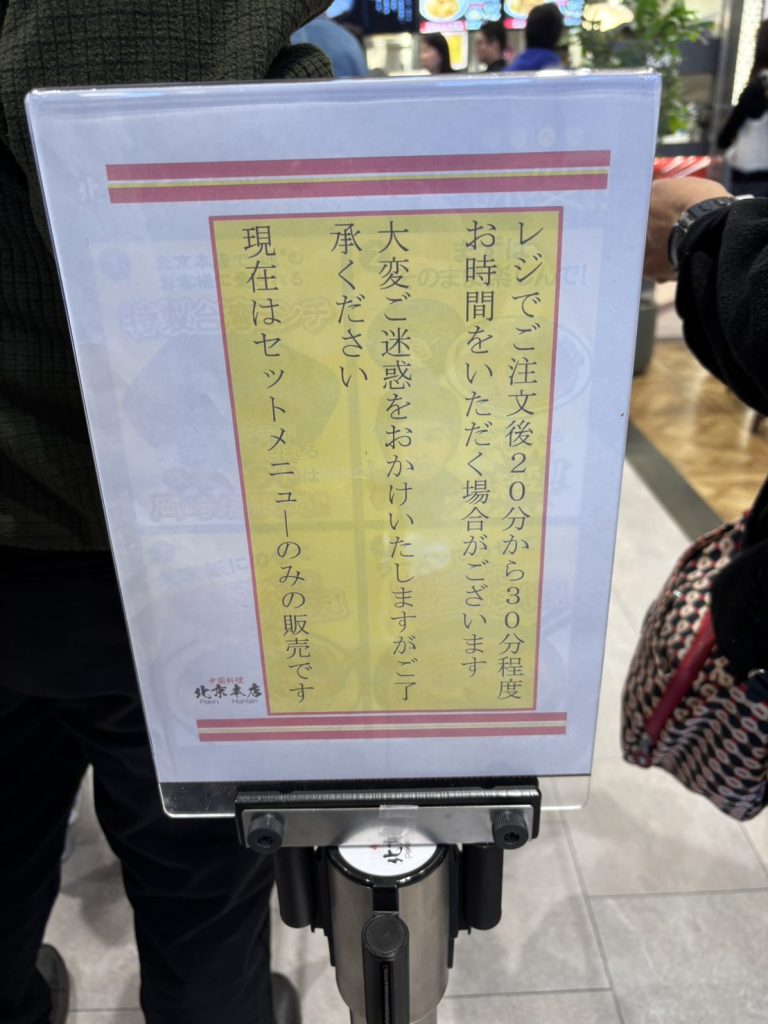 レジでご注文後20分から30分程度
お時間をいただく場合がございます
大変ご迷惑をおかけいたしますがご了
承ください
現在はセットメニューのみの販売です
中国料理
北京本店
Pekin Honten